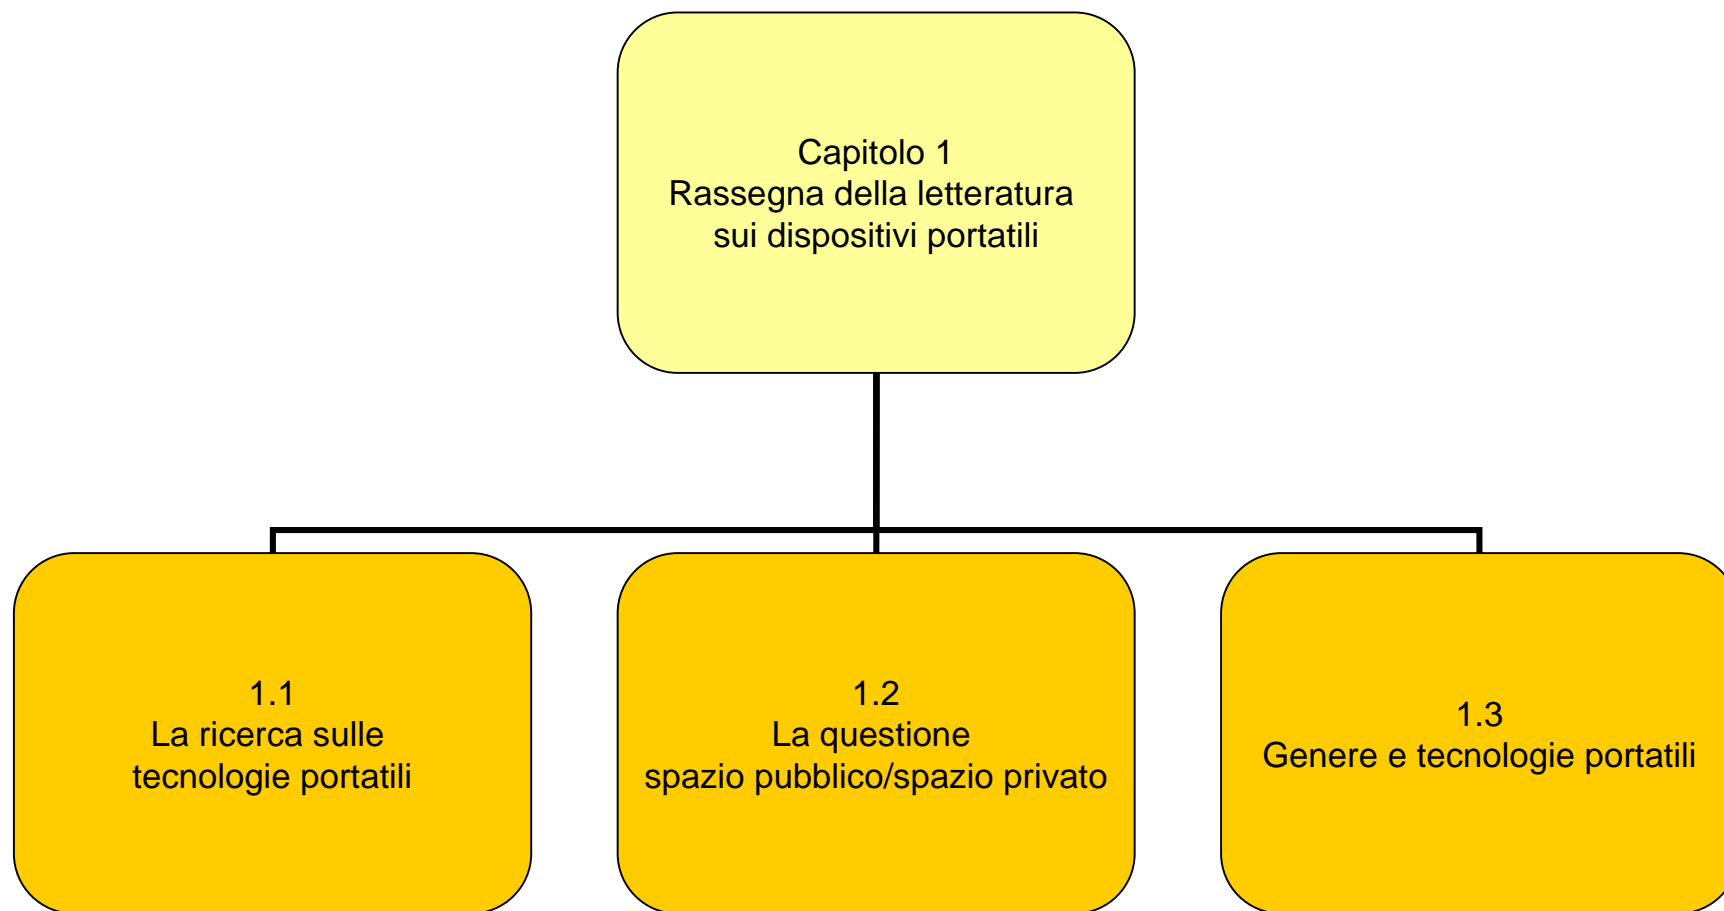 Capitolo 1
Rassegna della letteratura
sui dispositivi portatili
1.1
La ricerca sulle
tecnologie portatili
1.2
La questione
spazio pubblico/spazio privato
1.3
Genere e tecnologie portatili